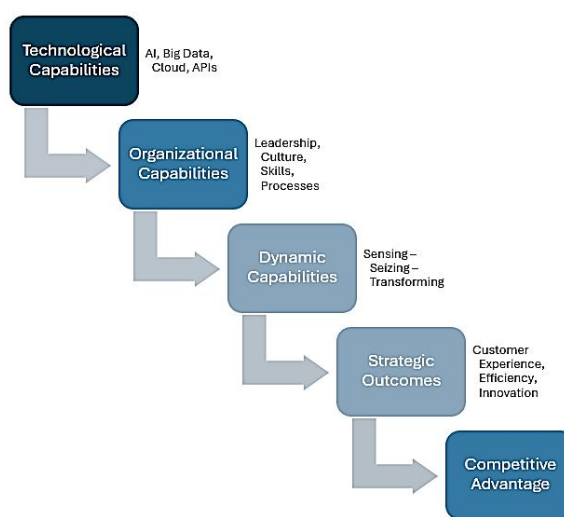 Technological
Capabilities
AI, Big Data,
Cloud, APIs
Organizational
Capabilities
Leadership,
Culture,
Skills,
Processes
Dynamic
Capabilities
Sensing –
Seizing –
Transforming
Strategic
Outcomes
Customer
Experience,
Efficiency,
Innovation
Competitive
Advantage